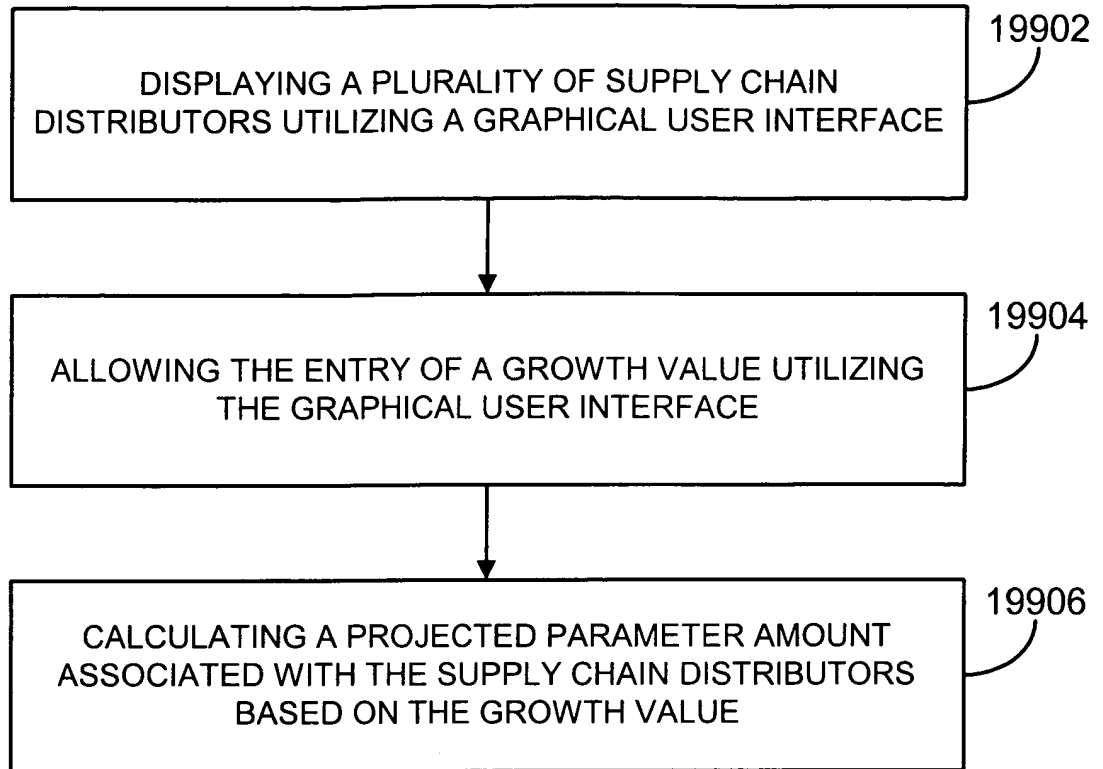 19902
DISPLAYING A PLURALITY OF SUPPLY CHAIN
DISTRIBUTORS UTILIZING A GRAPHICAL USER INTERFACE
19904
ALLOWING THE ENTRY OF A GROWTH VALUE UTILIZING
THE GRAPHICAL USER INTERFACE
19906
CALCULATING A PROJECTED PARAMETER AMOUNT
ASSOCIATED WITH THE SUPPLY CHAIN DISTRIBUTORS
BASED ON THE GROWTH VALUE